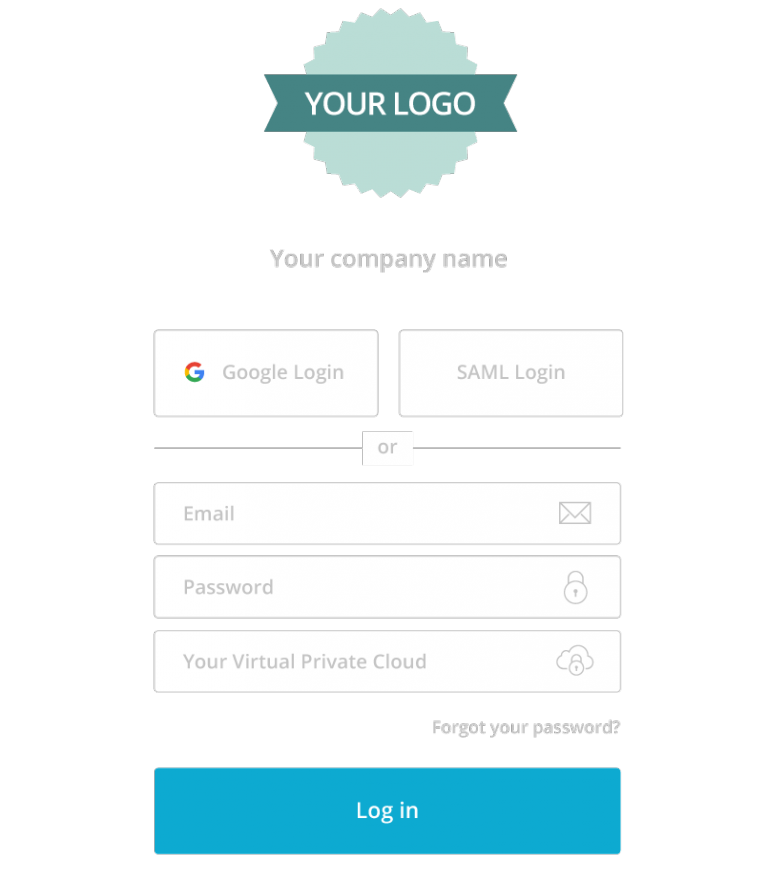 YOUR LOGO
Your company name
Google Login
SAML Login
or
Email
Password
Your Virtual Private Cloud
Forgot your password?
Log in